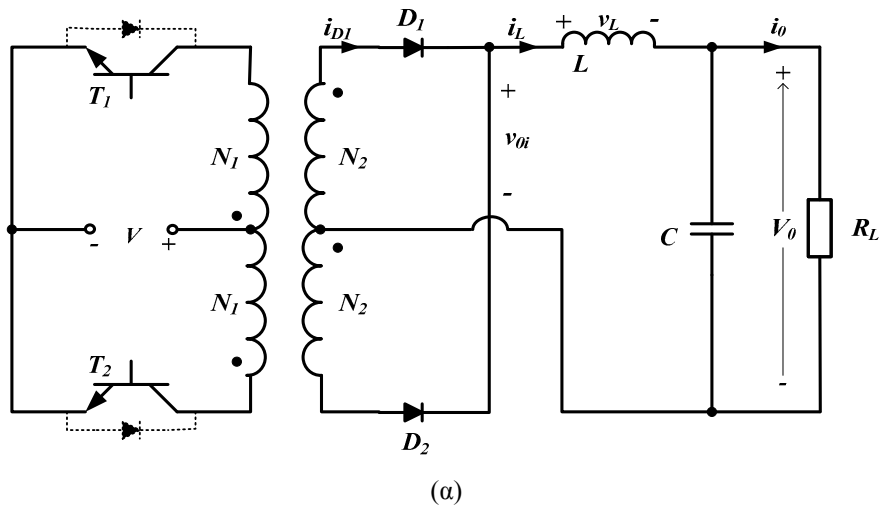 i_D1 D_1 i_L + v_L - i_0
L
T_1
+ +
N_1 N_2 v_0i
-
- V + C V_0 R_L
N_1 N_2
T_2
-
D_2
(α)